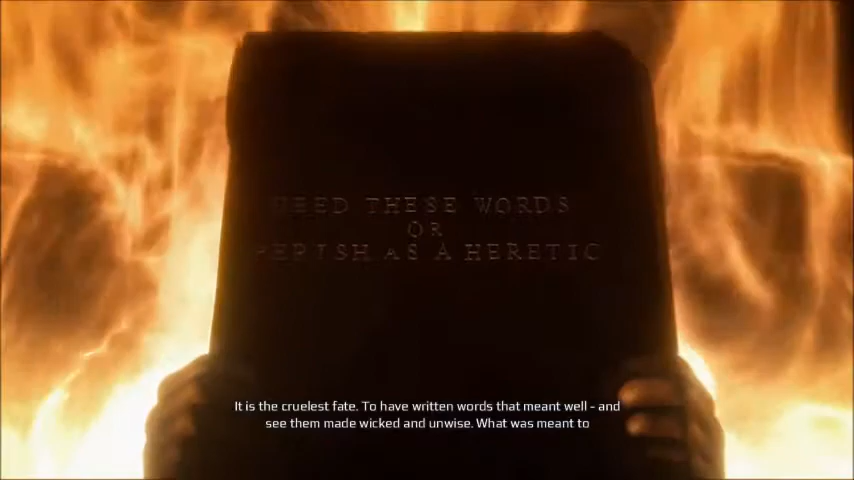 HEED THESE WORDS
OR
PERISH AS A HERETIC
It is the cruelest fate. To have written words that meant well - and
see them made wicked and unwise. What was meant to